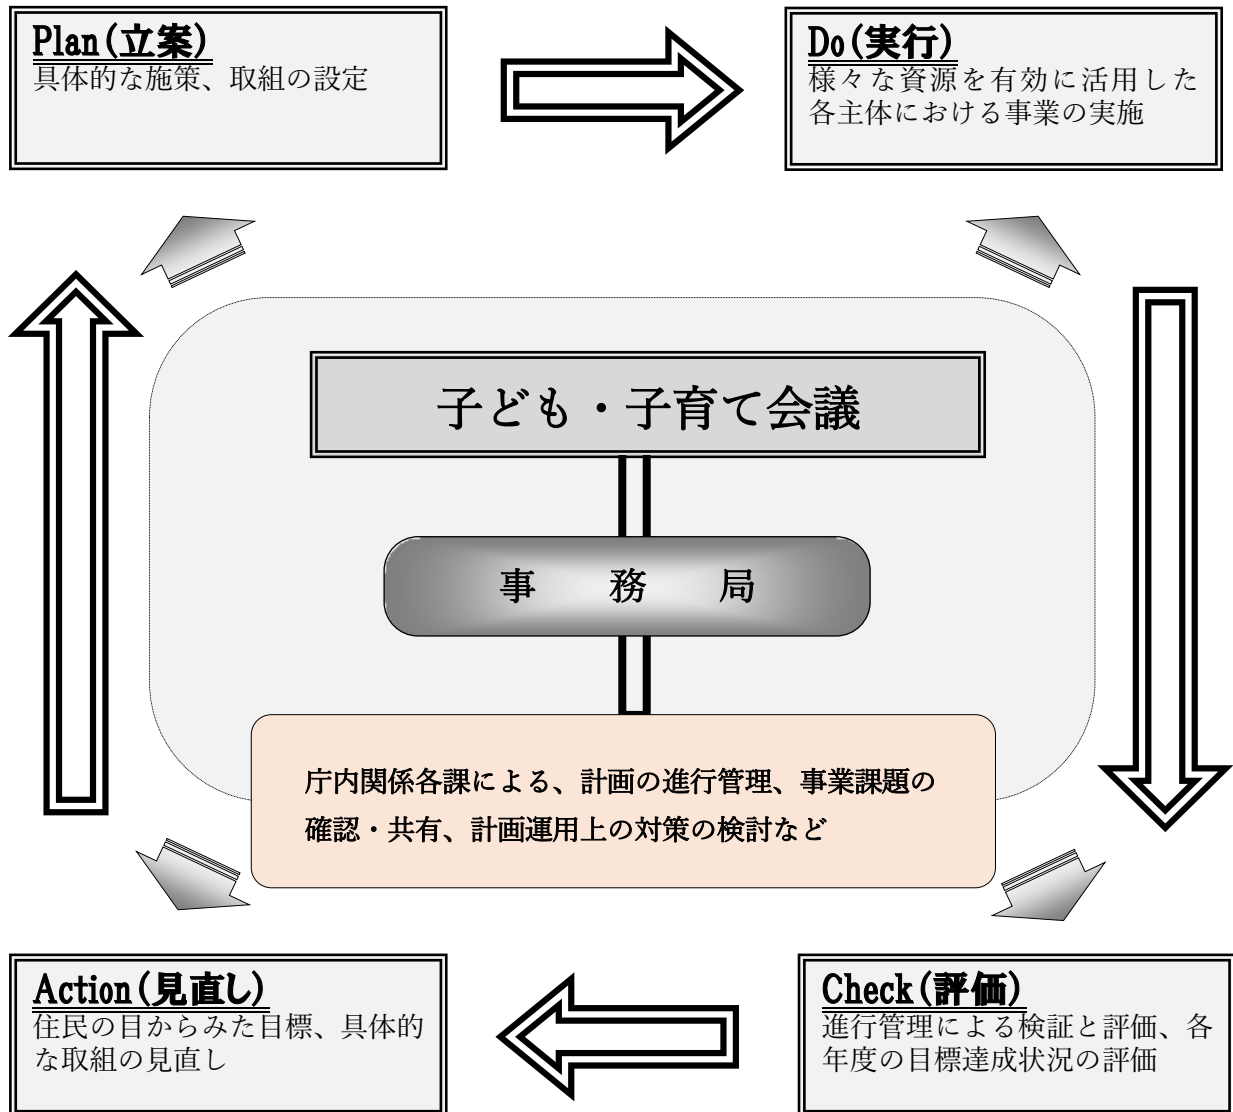 Plan(立案)
具体的な施策、取組の設定
Do(実行)
様々な資源を有効に活用した
各主体における事業の実施
子ども・子育て会議
事務局
庁内関係各課による、計画の進行管理、事業課題の
確認・共有、計画運用上の対策の検討など
Action(見直し)
住民の目からみた目標、具体的
な取組の見直し
Check(評価)
進行管理による検証と評価、各
年度の目標達成状況の評価